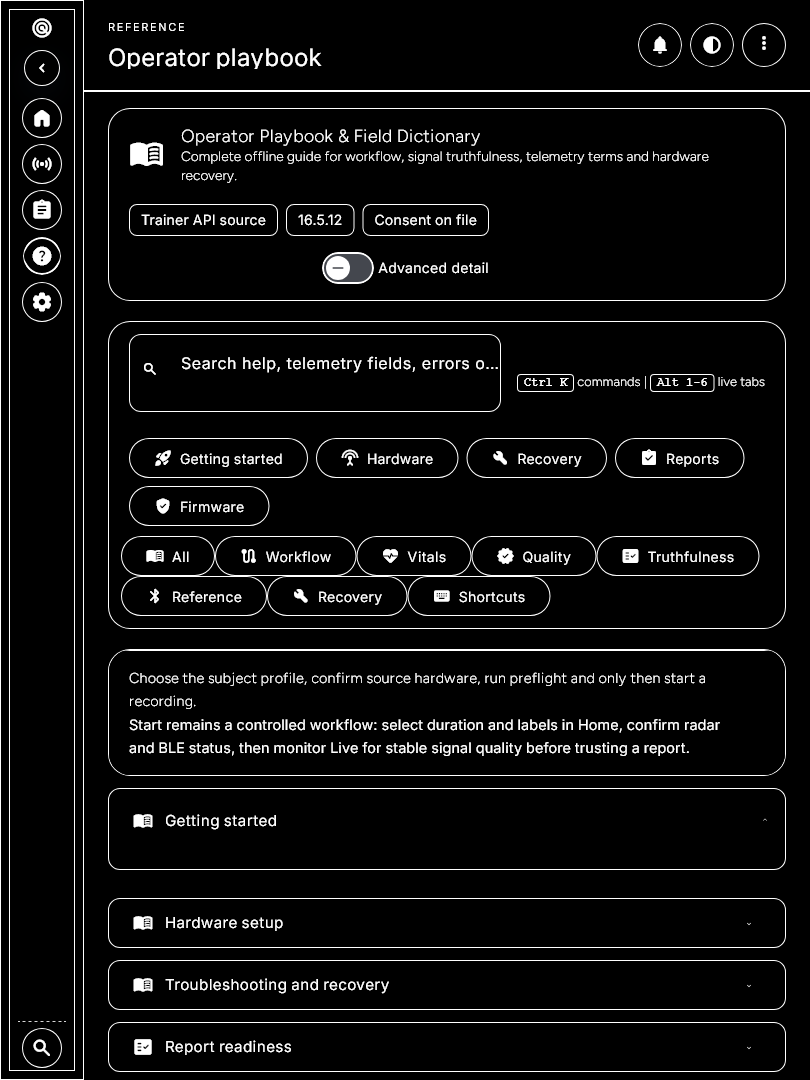 REFERENCE
Operator playbook
Operator Playbook & Field Dictionary
Complete offline guide for workflow, signal truthfulness, telemetry terms and hardware
recovery.
Trainer API source
16.5.12
Consent on file
Advanced detail
Search help, telemetry fields, errors o...
Ctrl K commands | Alt 1-6 live tabs
Getting started
Hardware
Recovery
Reports
Firmware
All
Workflow
Vitals
Quality
Truthfulness
Reference
Recovery
Shortcuts
Choose the subject profile, confirm source hardware, run preflight and only then start a
recording.
Start remains a controlled workflow: select duration and labels in Home, confirm radar
and BLE status, then monitor Live for stable signal quality before trusting a report.
Getting started
Hardware setup
Troubleshooting and recovery
Report readiness